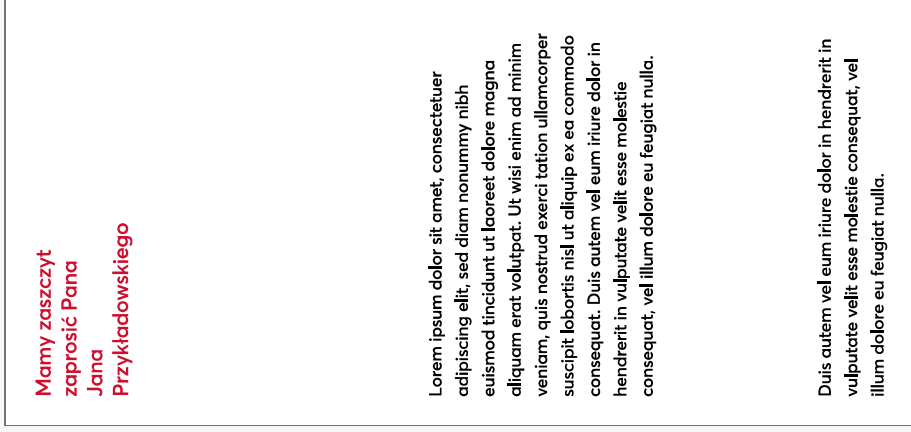 Mamy zaszczyt
zaprosić Pana
Jana
Przykładowskiego
Lorem ipsum dolor sit amet, consectetuer
adipiscing elit, sed diam nonummy nibh
euismod tincidunt ut laoreet dolore magna
aliquam erat volutpat. Ut wisi enim ad minim
veniam, quis nostrud exerci tation ullamcorper
suscipit lobortis nisl ut aliquip ex ea commodo
consequat. Duis autem vel eum iriure dolor in
hendrerit in vulputate velit esse molestie
consequat, vel illum dolore eu feugiat nulla.
Duis autem vel eum iriure dolor in hendrerit in
vulputate velit esse molestie consequat, vel
illum dolore eu feugiat nulla.